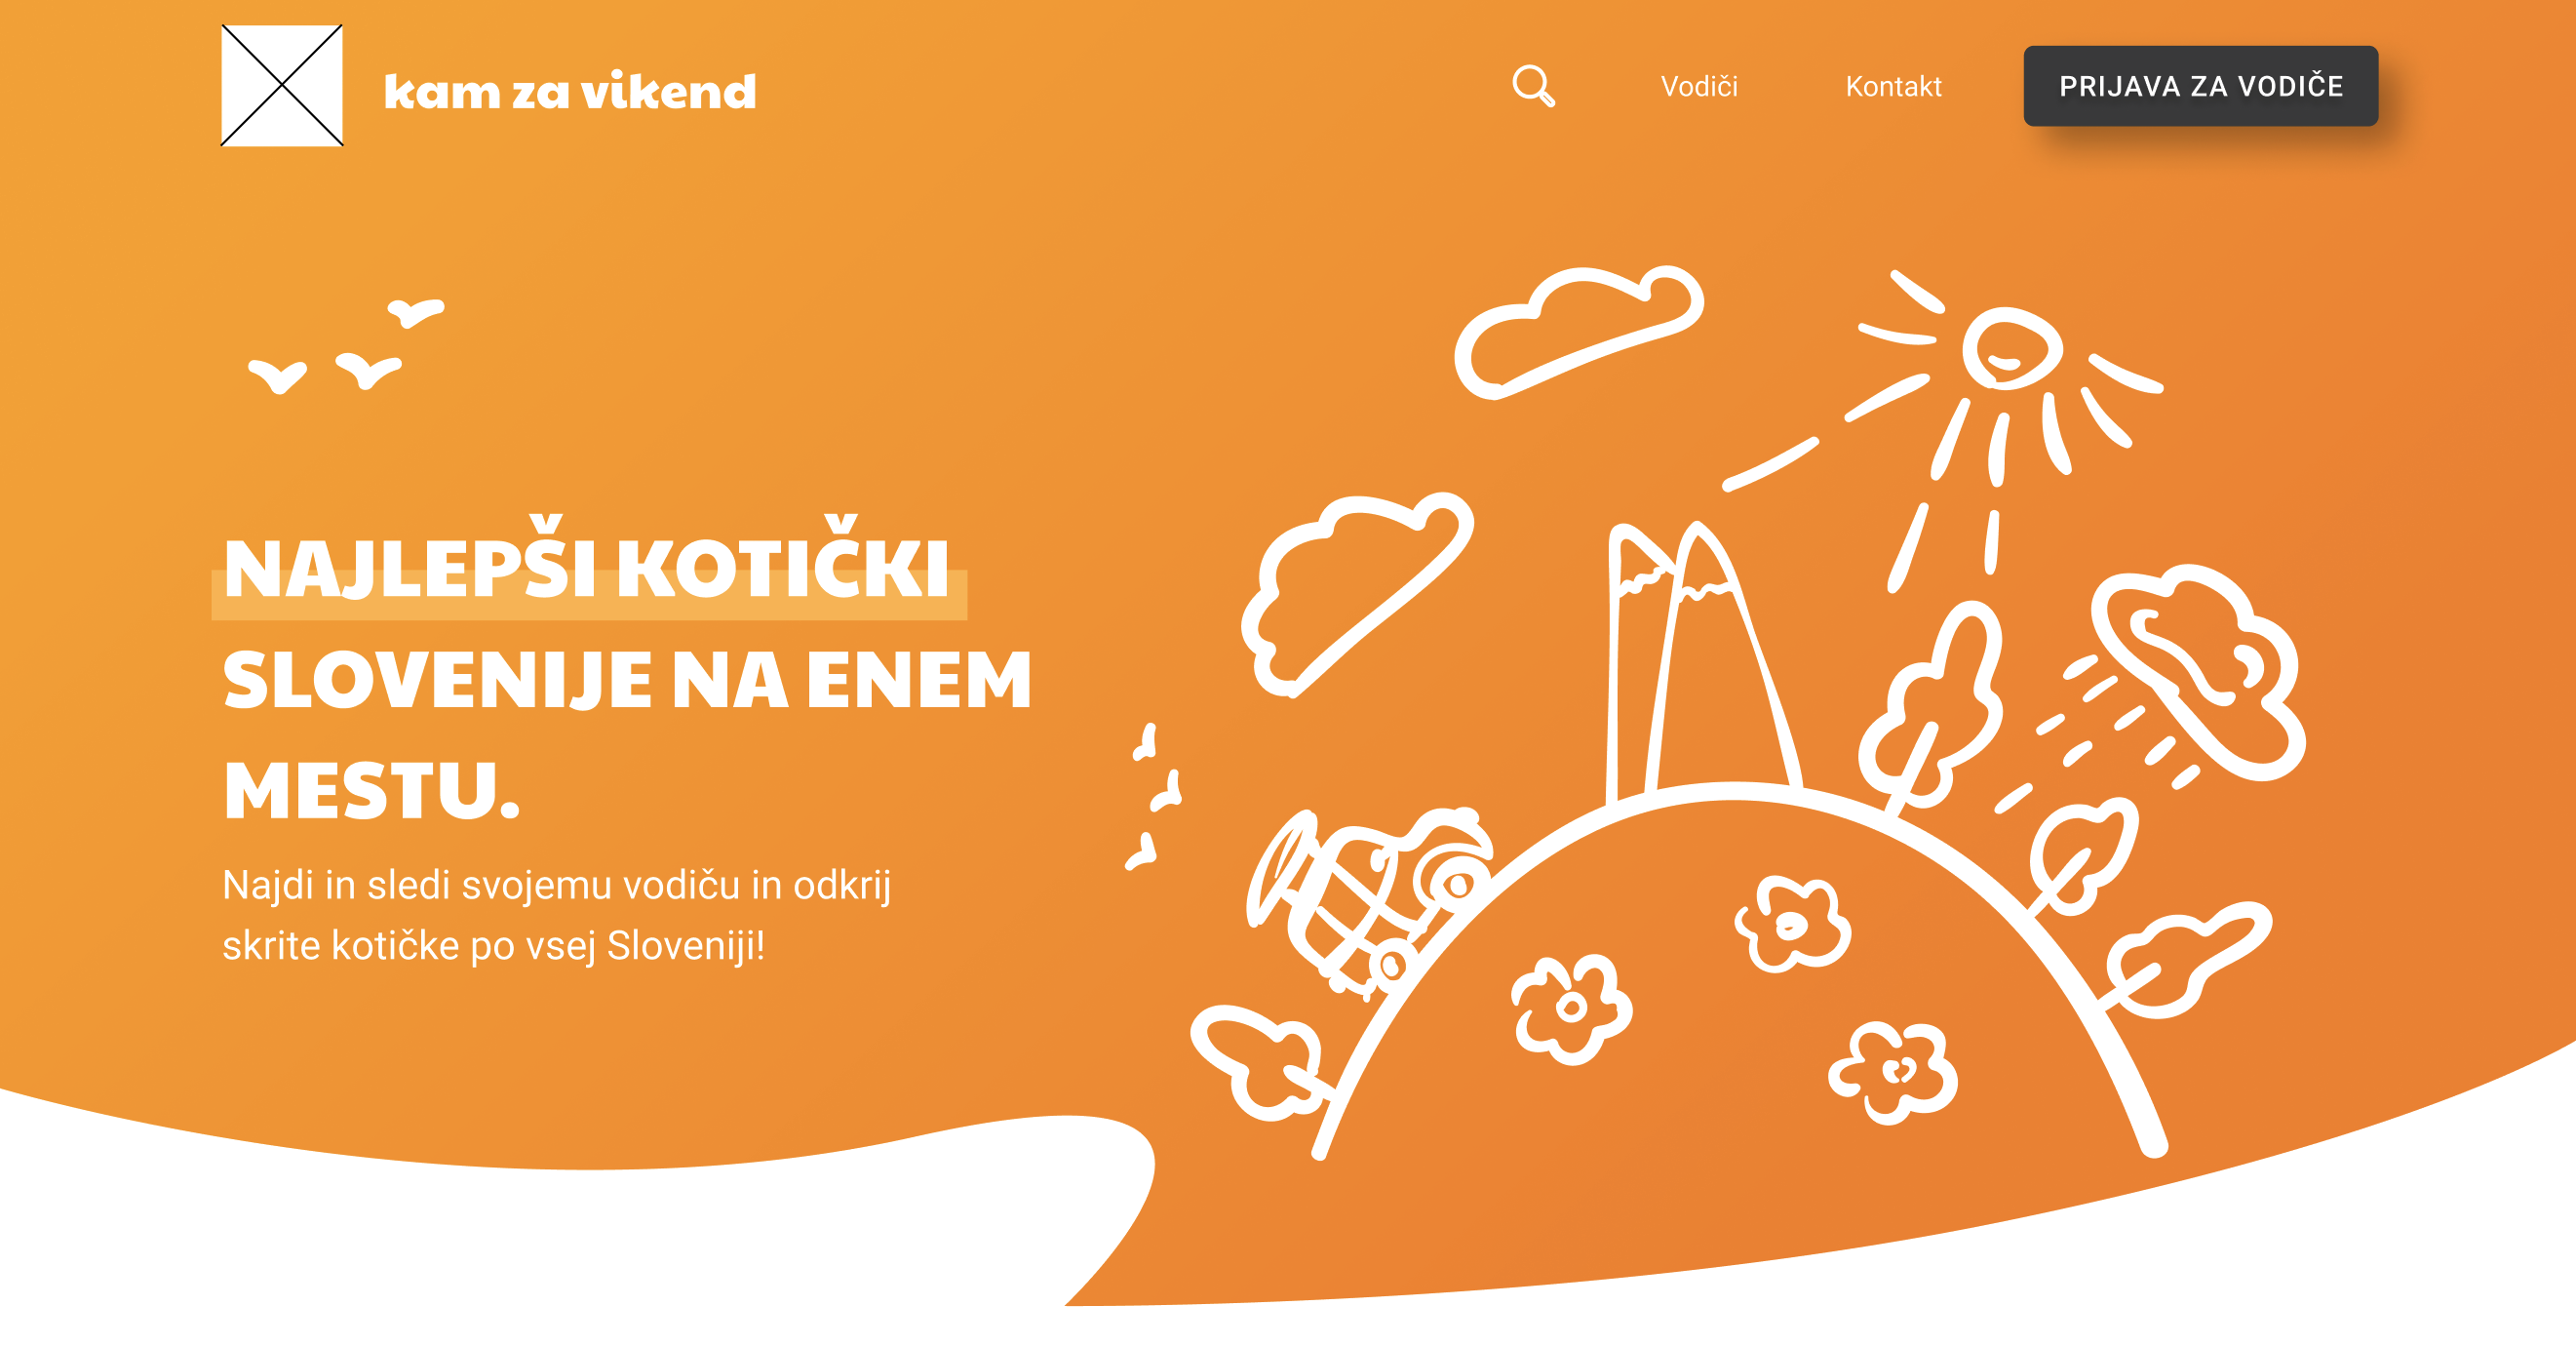 kam za vikend
Vodiči
Kontakt
PRIJAVA ZA VODIČE
NAJLEPŠI KOTIČKI
SLOVENIJE NA ENEM
MESTU.
Najdi in sledi svojemu vodiču in odkrij
skrite kotičke po vsej Sloveniji!